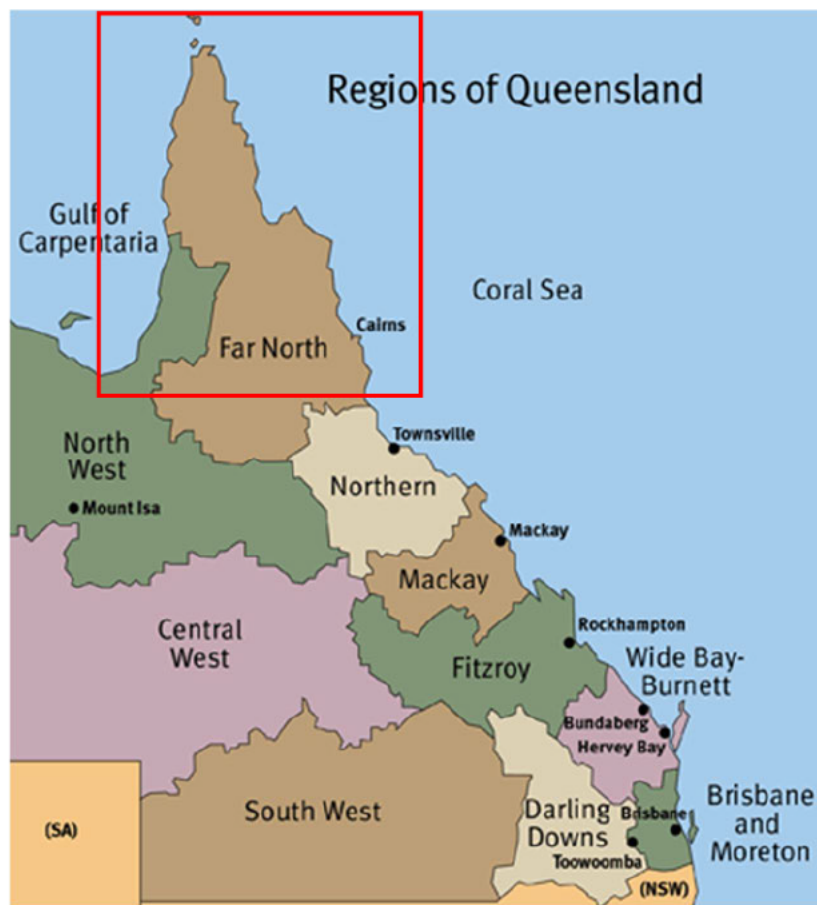 Regions of Queensland
Gulf of
Carpentaria
Coral Sea
Cairns
Far North
Townsville
North
West
Northern
Mount Isa
Mackay
Mackay
Central
West
Rockhampton
Fitzroy
Wide Bay-
Burnett
Bundaberg
Hervey Bay
South West
Darling
Downs
Brisbane
Brisbane
and
Moreton
(SA)
Toowoomba
(NSW)